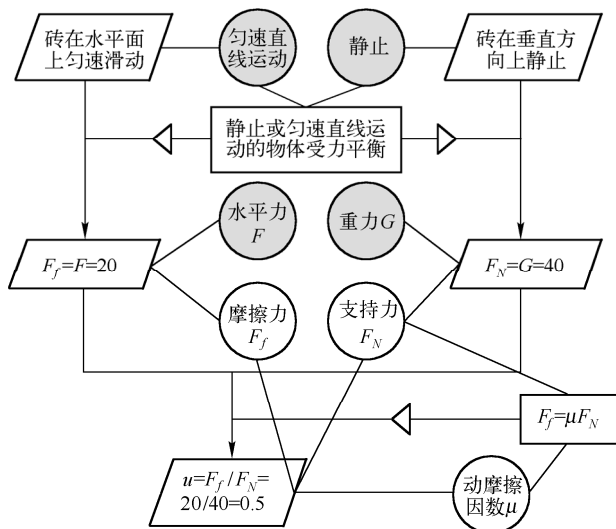 砖在水平面
上匀速滑动
匀速直
线运动
静止
砖在垂直方
向上静止
静止或匀速直线运
动的物体受力平衡
水平力
F
重力G
F_f=F=20
F_N=G=40
摩擦力
F_f
支持力
F_N
F_f=μF_N
u=F_f/F_N=
20/40=0.5
动摩擦
因数μ